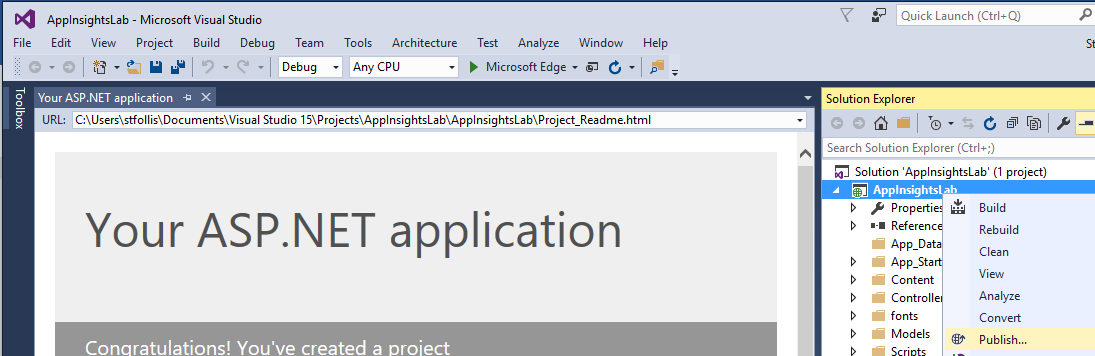 AppInsightsLab - Microsoft Visual Studio
Quick Launch (Ctrl+Q)
File Edit View Project Build Debug Team Tools Architecture Test Analyze Window Help
Debug Any CPU Microsoft Edge
Toolbox
Your ASP.NET application
URL: C:\Users\stfollis\Documents\Visual Studio 15\Projects\AppInsightsLab\AppInsightsLab\Project_Readme.html
Your ASP.NET application
Congratulations! You've created a project
Solution Explorer
Search Solution Explorer (Ctrl+;)
Solution 'AppInsightsLab' (1 project)
AppInsightsLab
Properties
Reference
App_Data
App_Start
Content
Controller
fonts
Models
Scripts
Build
Rebuild
Clean
View
Analyze
Convert
Publish...